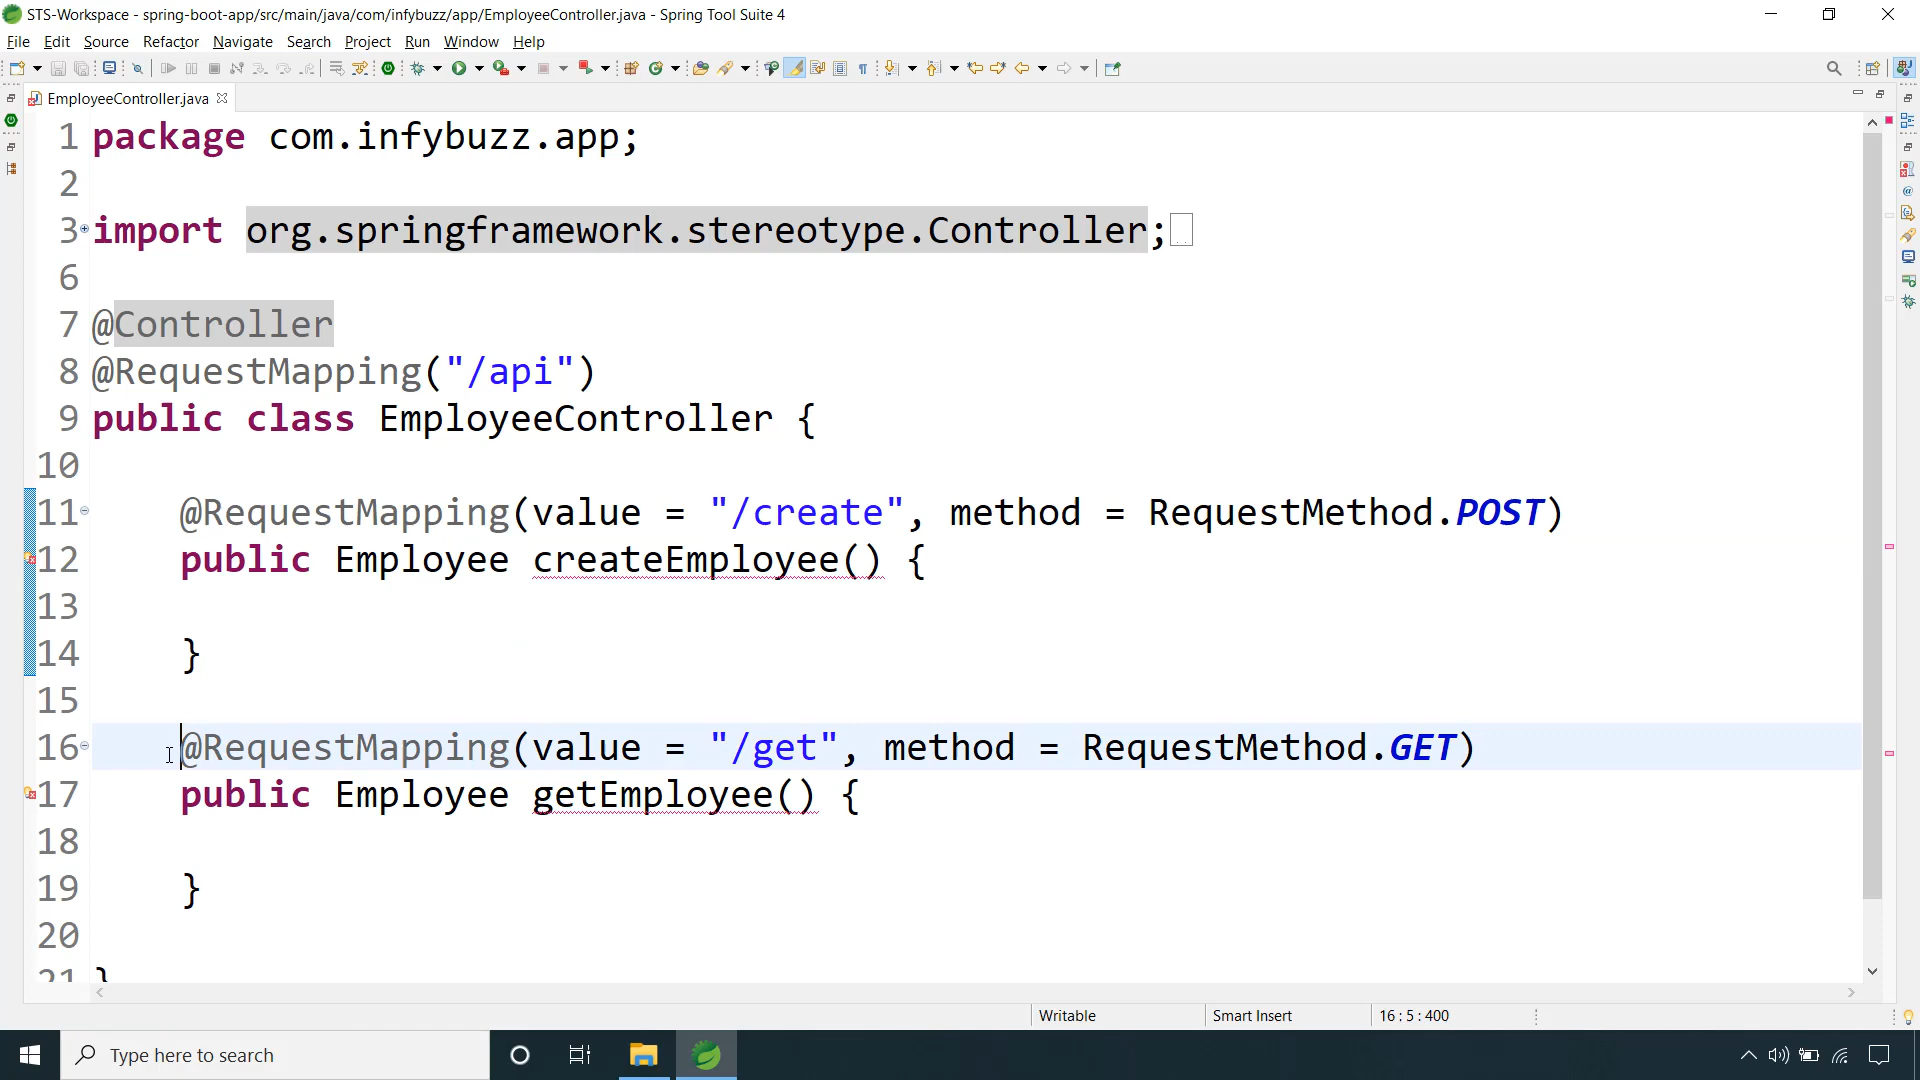 STS-Workspace - spring-boot-app/src/main/java/com/infybuzz/app/EmployeeController.java - Spring Tool Suite 4
File Edit Source Refactor Navigate Search Project Run Window Help
EmployeeController.java
1 package com.infybuzz.app;
2
3 import org.springframework.stereotype.Controller;
6
7 @Controller
8 @RequestMapping("/api")
9 public class EmployeeController {
10
11 @RequestMapping(value = "/create", method = RequestMethod.POST)
12 public Employee createEmployee() {
13
14 }
15
16 @RequestMapping(value = "/get", method = RequestMethod.GET)
17 public Employee getEmployee() {
18
19 }
20
21 }
Writable Smart Insert 16 : 5 : 400
Type here to search